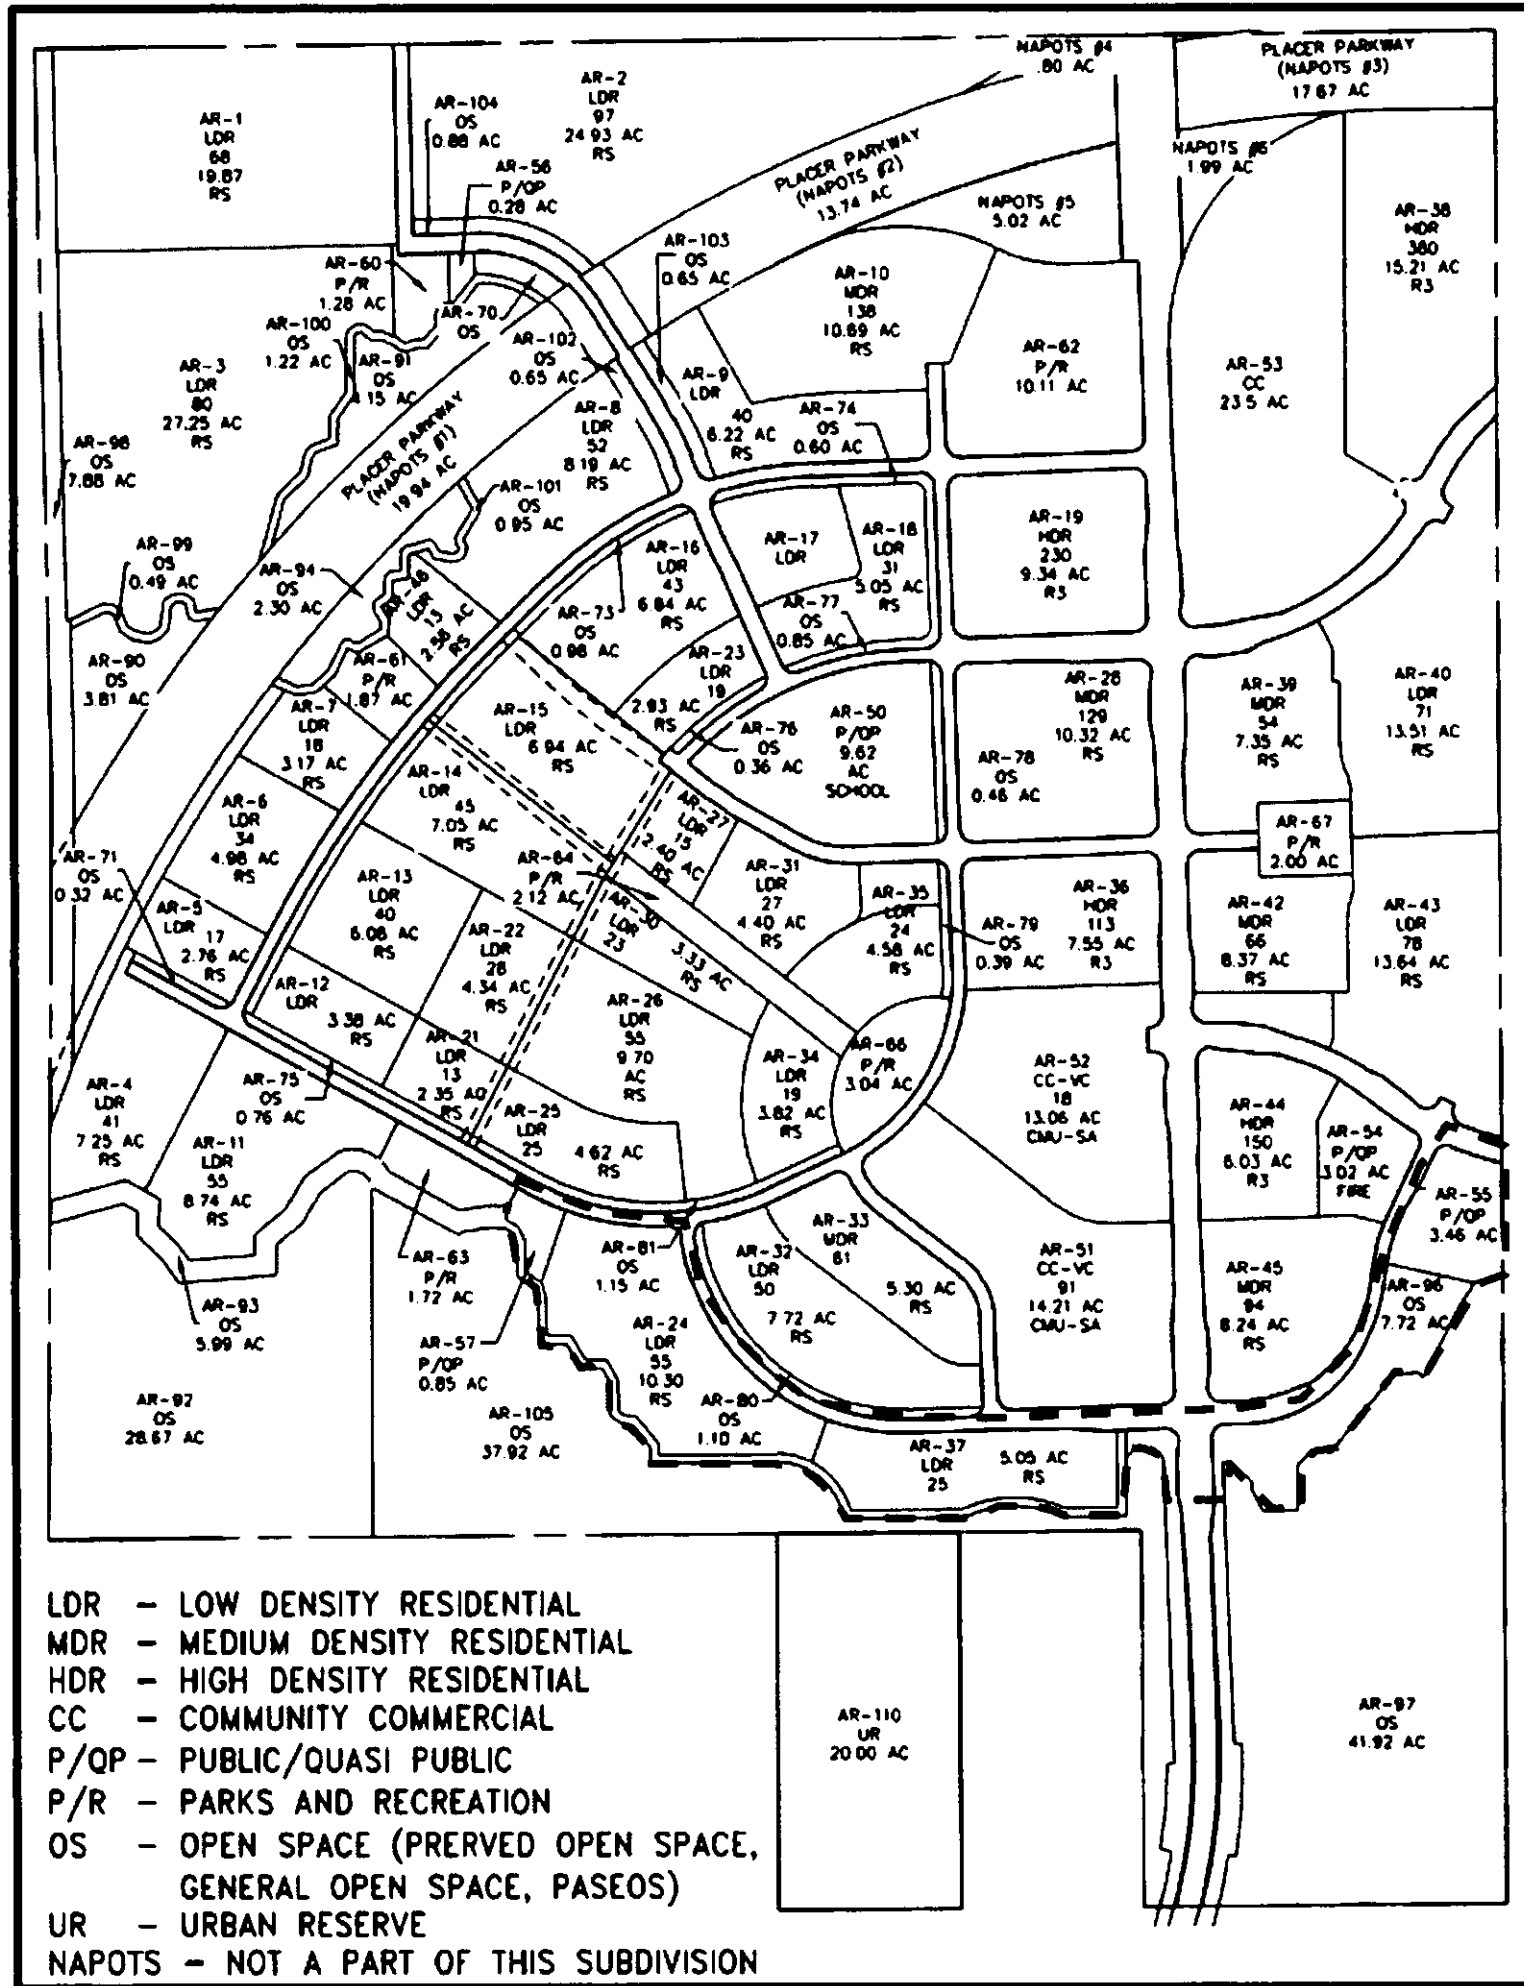 NAPOTS #4
.80 AC
PLACER PARKWAY
(NAPOTS #3)
17.67 AC
AR-1
LDR
68
19.87
RS
AR-104
OS
0.88 AC
AR-2
LDR
97
24.93 AC
RS
AR-56
P/QP
0.28 AC
PLACER PARKWAY
(NAPOTS #2)
13.74 AC
NAPOTS #5
5.02 AC
NAPOTS #6
1.99 AC
AR-38
HDR
380
15.21 AC
R3
AR-60
P/R
1.28 AC
AR-103
OS
0.65 AC
AR-10
MDR
138
10.89 AC
RS
AR-100
OS
1.22 AC
AR-70
OS
AR-102
OS
0.65 AC
AR-62
P/R
10.11 AC
AR-53
CC
23.5 AC
AR-3
LDR
80
27.25 AC
RS
AR-91
OS
4.15 AC
AR-9
LDR
40
6.22 AC
RS
AR-74
OS
0.60 AC
AR-8
LDR
52
8.19 AC
RS
PLACER PARKWAY
(NAPOTS #1)
19.94 AC
AR-98
OS
7.88 AC
AR-101
OS
0.95 AC
AR-99
OS
0.49 AC
AR-94
OS
2.30 AC
AR-46
LDR
13
2.58 AC
RS
AR-16
LDR
43
6.84 AC
RS
AR-17
LDR
AR-18
LDR
31
5.05 AC
RS
AR-19
HDR
230
9.34 AC
R3
AR-73
OS
0.98 AC
AR-77
OS
0.85 AC
AR-90
OS
3.81 AC
AR-61
P/R
1.87 AC
AR-23
LDR
19
2.93 AC
RS
AR-7
LDR
18
3.17 AC
RS
AR-15
LDR
6.94 AC
RS
AR-76
OS
0.36 AC
AR-50
P/QP
9.62
AC
SCHOOL
AR-28
MDR
129
10.32 AC
RS
AR-78
OS
0.46 AC
AR-39
MDR
54
7.35 AC
RS
AR-40
LDR
71
13.51 AC
RS
AR-6
LDR
34
4.98 AC
RS
AR-14
LDR
45
7.05 AC
RS
AR-27
LDR
15
2.40 AC
RS
AR-67
P/R
2.00 AC
AR-71
OS
0.32 AC
AR-13
LDR
40
6.08 AC
RS
AR-64
P/R
2.12 AC
AR-31
LDR
27
4.40 AC
RS
AR-35
LDR
24
4.58 AC
RS
AR-79
OS
0.39 AC
AR-36
HDR
113
7.55 AC
R3
AR-42
MDR
66
8.37 AC
RS
AR-43
LDR
78
13.64 AC
RS
AR-5
LDR
17
2.76 AC
RS
AR-22
LDR
28
4.34 AC
RS
AR-30
LDR
23
3.33 AC
RS
AR-12
LDR
3.38 AC
RS
AR-26
LDR
55
9.70
AC
RS
AR-21
LDR
13
2.35 AC
RS
AR-34
LDR
19
3.82 AC
RS
AR-66
P/R
3.04 AC
AR-52
CC-VC
18
13.06 AC
CMU-SA
AR-4
LDR
41
7.25 AC
RS
AR-75
OS
0.76 AC
AR-11
LDR
55
8.74 AC
RS
AR-25
LDR
25
4.62 AC
RS
AR-44
HDR
150
6.03 AC
R3
AR-54
P/QP
3.02 AC
FIRE
AR-55
P/QP
3.46 AC
AR-63
P/R
1.72 AC
AR-81
OS
1.15 AC
AR-32
LDR
50
7.72 AC
RS
AR-33
MDR
61
5.30 AC
RS
AR-51
CC-VC
91
14.21 AC
CMU-SA
AR-45
MDR
94
8.24 AC
RS
AR-96
OS
7.72 AC
AR-93
OS
5.99 AC
AR-57
P/QP
0.85 AC
AR-24
LDR
55
10.30
RS
AR-92
OS
28.67 AC
AR-105
OS
37.92 AC
AR-80
OS
1.10 AC
AR-37
LDR
25
5.05 AC
RS
LDR - LOW DENSITY RESIDENTIAL
MDR - MEDIUM DENSITY RESIDENTIAL
HDR - HIGH DENSITY RESIDENTIAL
CC - COMMUNITY COMMERCIAL
P/QP - PUBLIC/QUASI PUBLIC
P/R - PARKS AND RECREATION
OS - OPEN SPACE (PRERVED OPEN SPACE,
GENERAL OPEN SPACE, PASEOS)
UR - URBAN RESERVE
NAPOTS - NOT A PART OF THIS SUBDIVISION
AR-110
UR
20.00 AC
AR-97
OS
41.92 AC